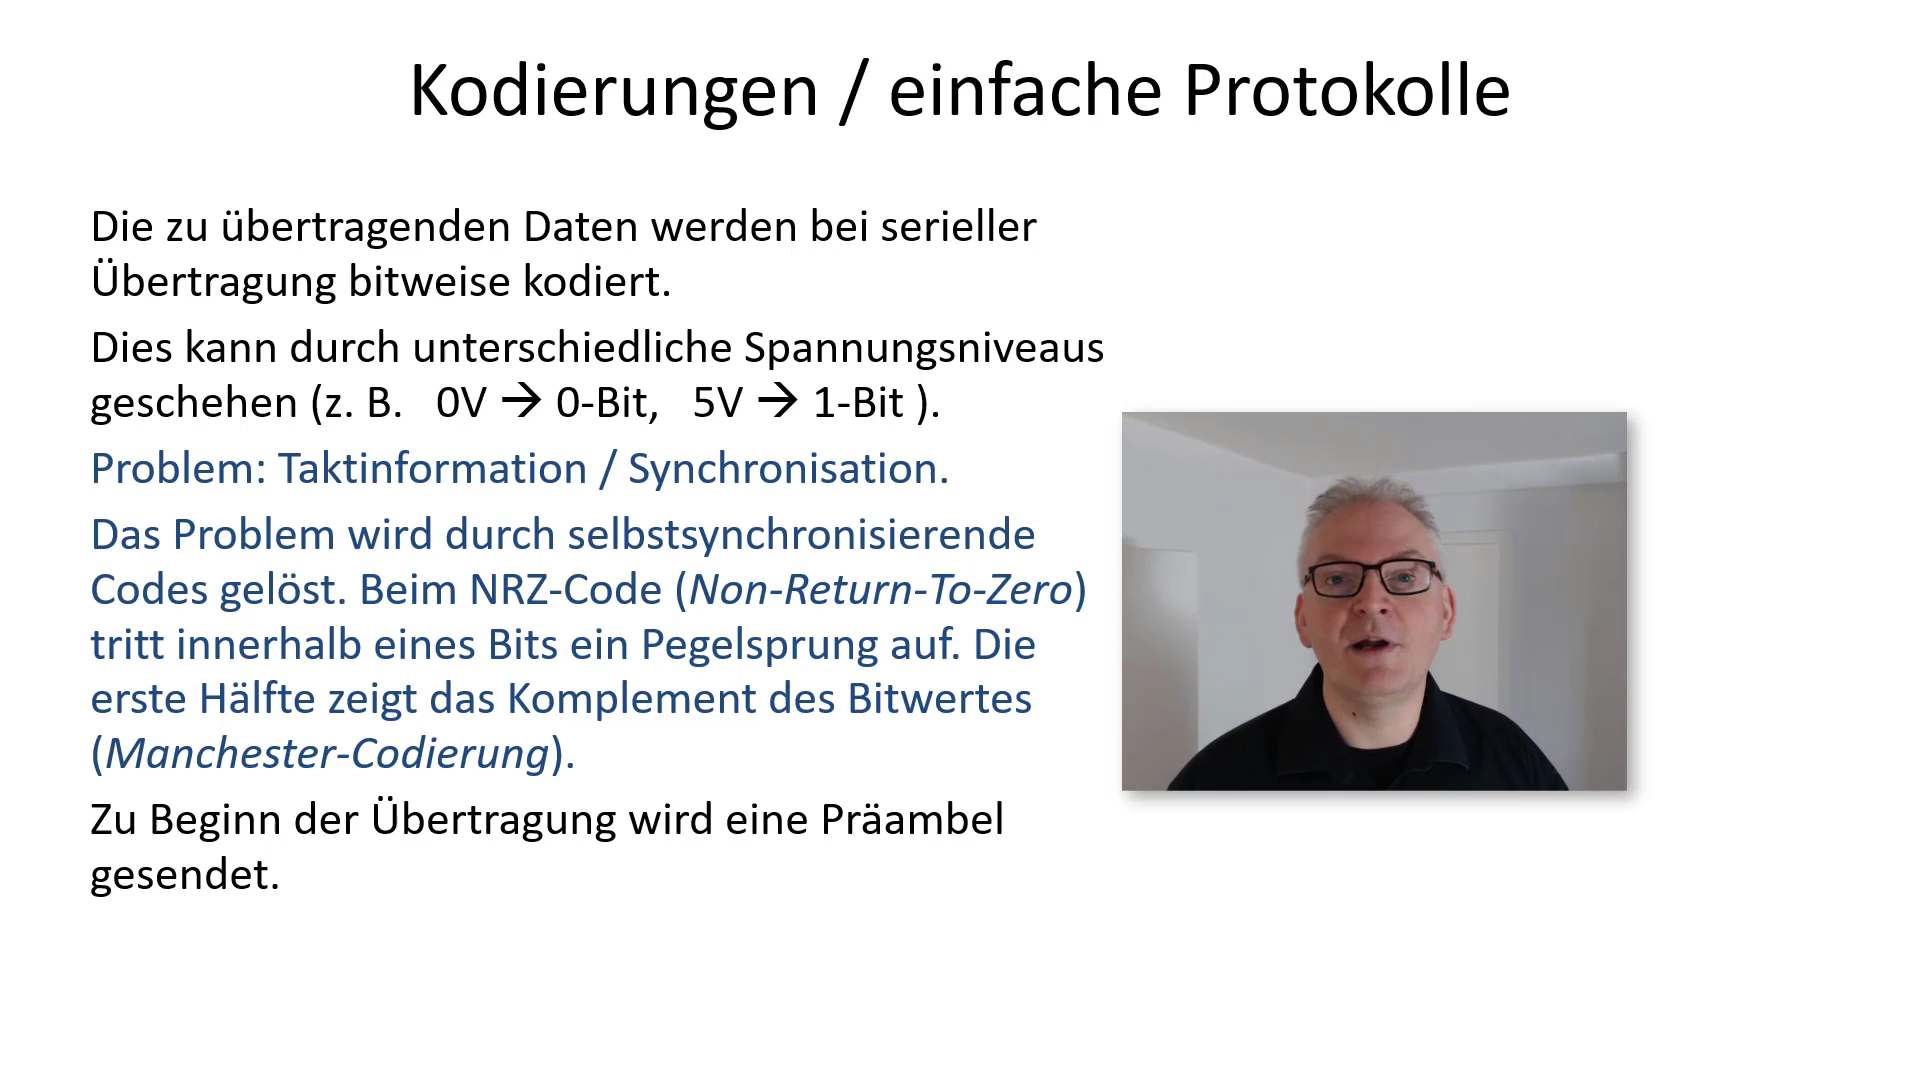 Kodierungen / einfache Protokolle
Die zu übertragenden Daten werden bei serieller
Übertragung bitweise kodiert.
Dies kann durch unterschiedliche Spannungsniveaus
geschehen (z. B. 0V → 0-Bit, 5V → 1-Bit ).
Problem: Taktinformation / Synchronisation.
Das Problem wird durch selbstsynchronisierende
Codes gelöst. Beim NRZ-Code (Non-Return-To-Zero)
tritt innerhalb eines Bits ein Pegelsprung auf. Die
erste Hälfte zeigt das Komplement des Bitwertes
(Manchester-Codierung).
Zu Beginn der Übertragung wird eine Präambel
gesendet.